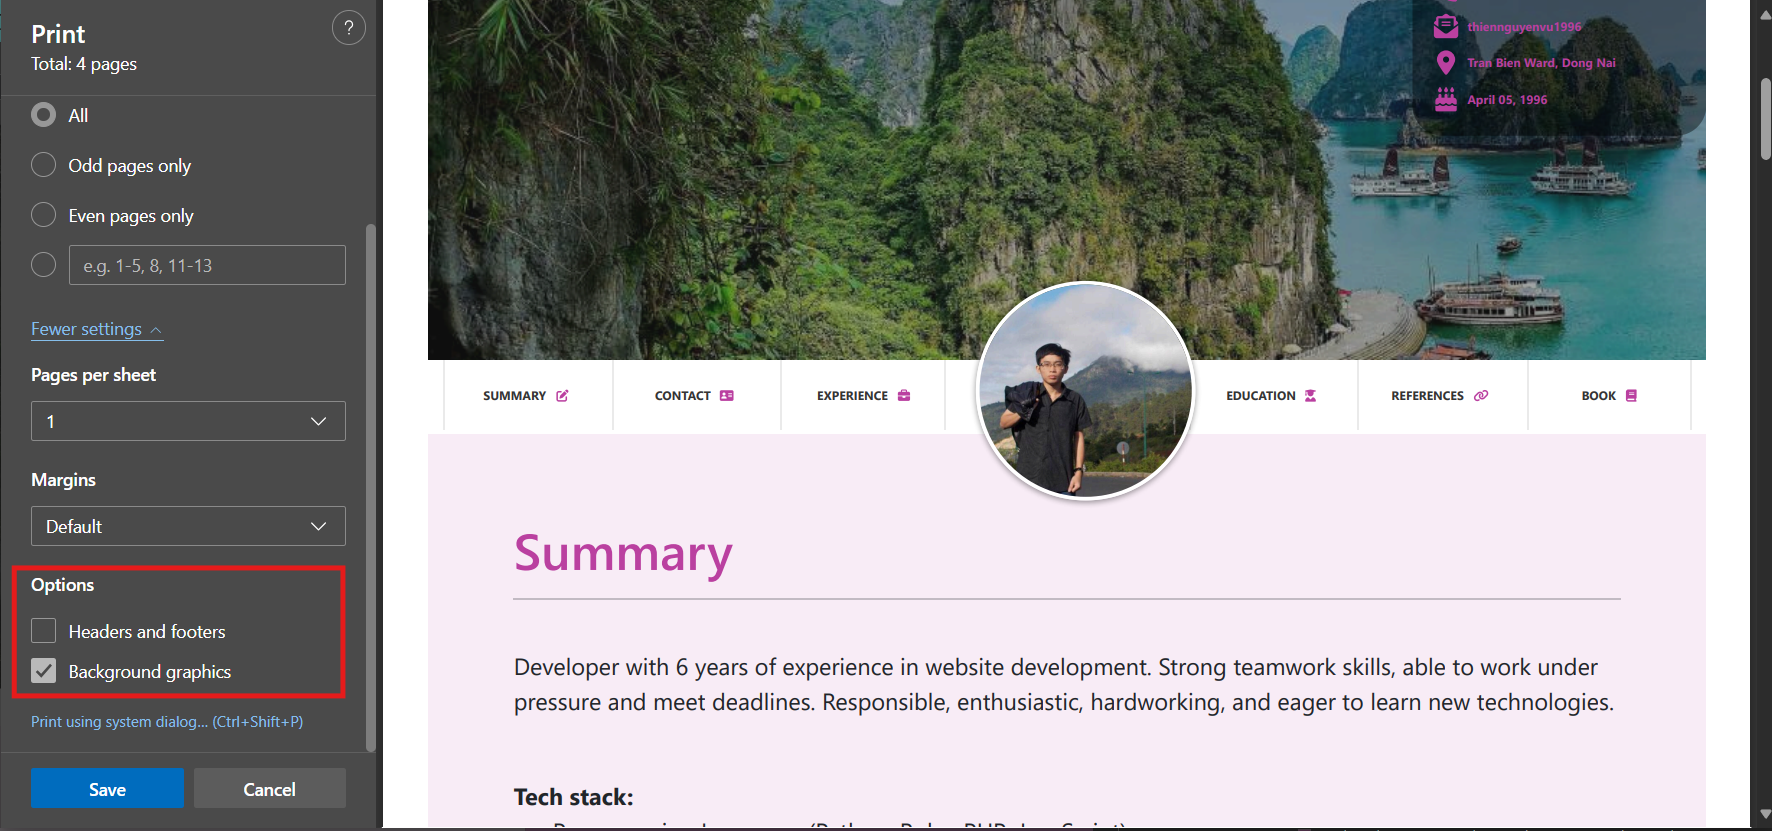 Print
?
Total: 4 pages
All
Odd pages only
Even pages only
e.g. 1-5, 8, 11-13
Fewer settings
Pages per sheet
1
Margins
Default
Options
Headers and footers
Background graphics
Print using system dialog... (Ctrl+Shift+P)
Save
Cancel
thiennguyenvu1996
Tran Bien Ward, Dong Nai
April 05, 1996
SUMMARY
CONTACT
EXPERIENCE
EDUCATION
REFERENCES
BOOK
Summary
Developer with 6 years of experience in website development. Strong teamwork skills, able to work under
pressure and meet deadlines. Responsible, enthusiastic, hardworking, and eager to learn new technologies.
Tech stack: